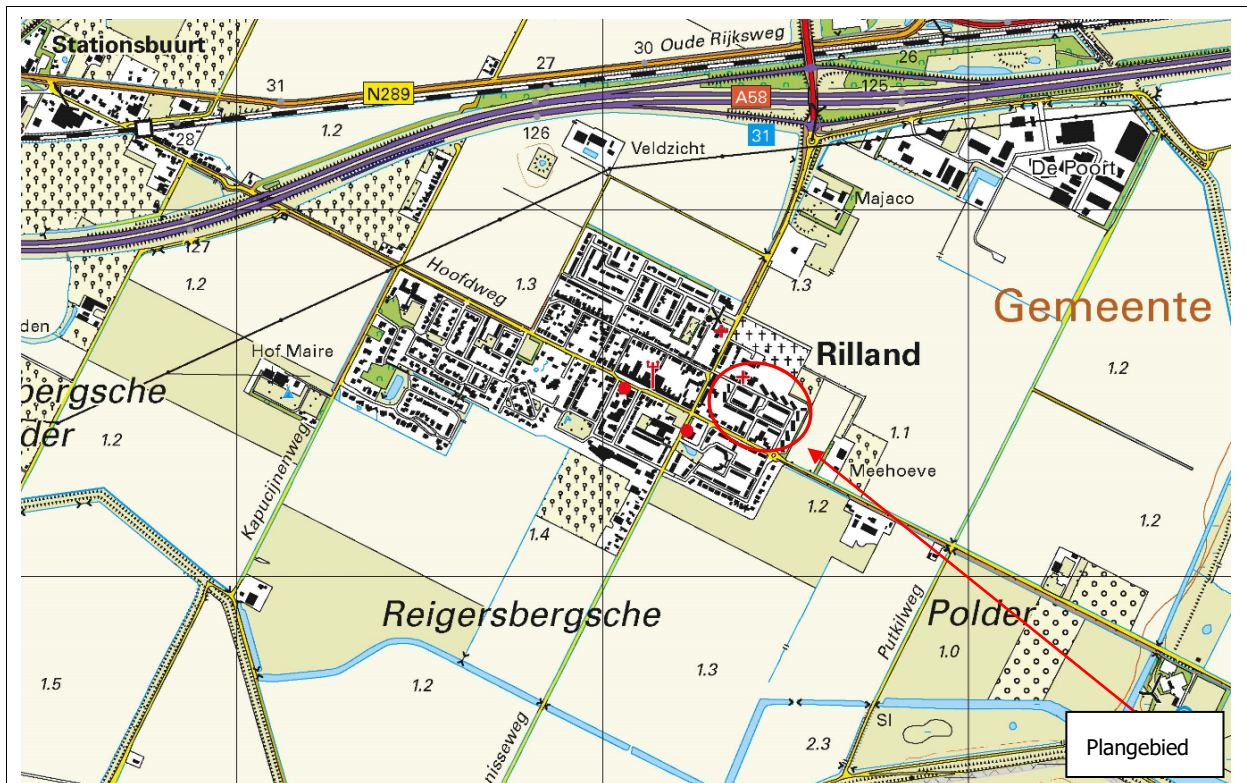 Stationsbuurt
30 Oude Rijksweg
26
27
31
N289
A58
125
28
1.2
126
31
Veldzicht
De Poort
Majaco
127
1.2
Hoofdweg
1.3
1.3
Gemeente
den
Hof Maire
Rilland
1.2
bergsche
der
1.2
1.1
Kapucijnenweg
Meehoeve
1.2
1.4
1.2
Reigersbergsche
Putkilweg
Polder
1.0
1.5
1.2
1.3
nisseweg
SI
2.3
Plangebied